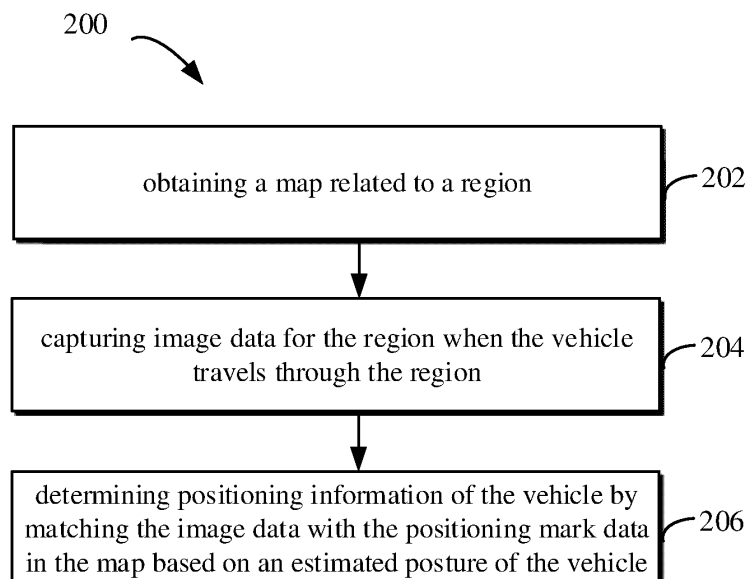 200
obtaining a map related to a region
202
capturing image data for the region when the vehicle
travels through the region
204
determining positioning information of the vehicle by
matching the image data with the positioning mark data
in the map based on an estimated posture of the vehicle
206